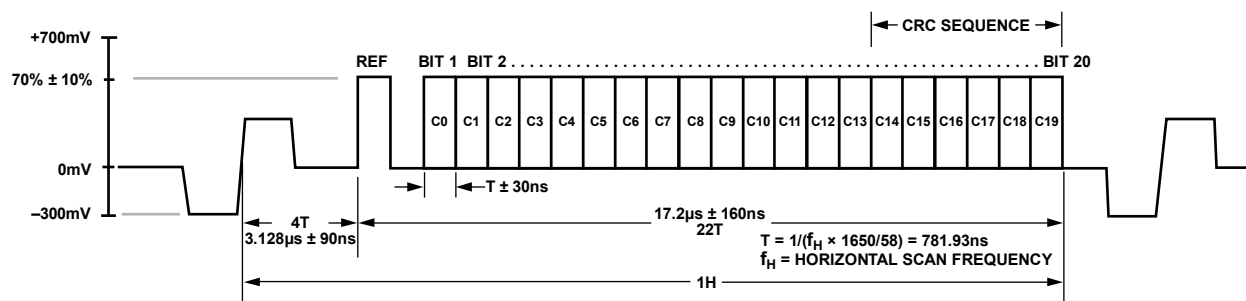 CRC SEQUENCE
+700mV
REF BIT 1 BIT 2 . . . . . . . . . . . . . . . . . . . . . . . . . . . . . . . . . . . . . . . . . . . . . . . . . . . . . . . . . . BIT 20
70% ± 10%
C0 C1 C2 C3 C4 C5 C6 C7 C8 C9 C10 C11 C12 C13 C14 C15 C16 C17 C18 C19
0mV
T ± 30ns
–300mV
4T
3.128µs ± 90ns
17.2µs ± 160ns
22T
T = 1/(fH × 1650/58) = 781.93ns
fH = HORIZONTAL SCAN FREQUENCY
1H